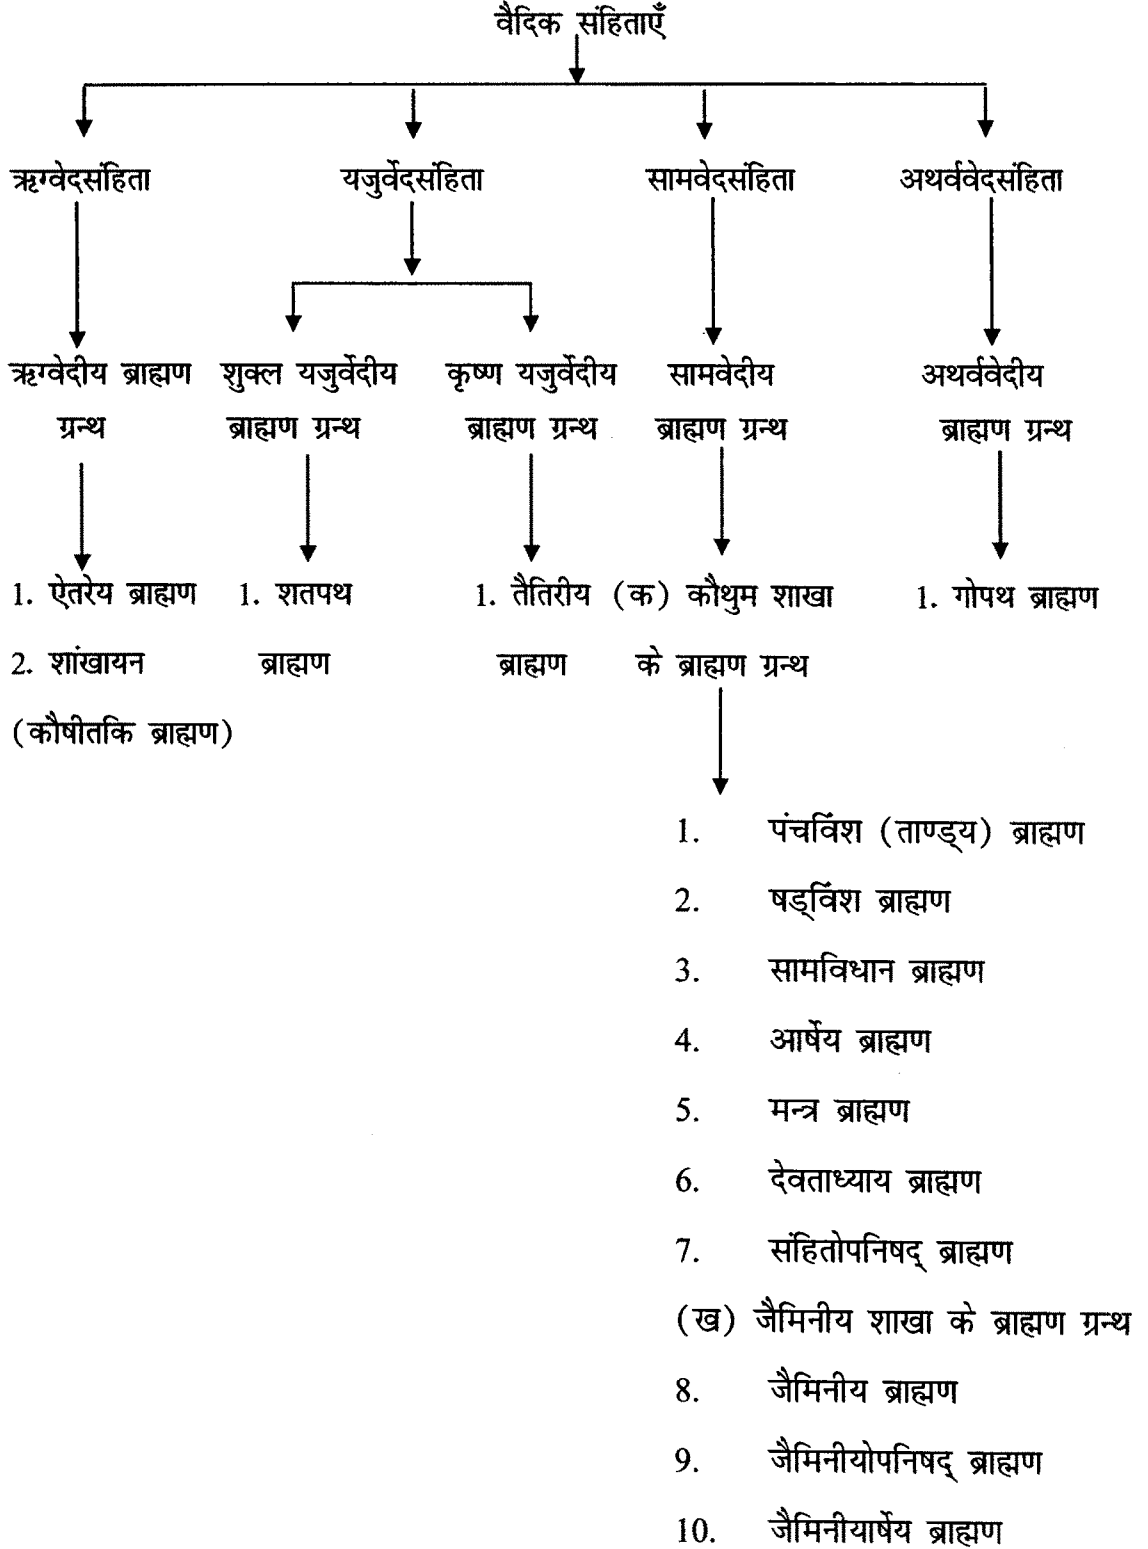 वैदिक संहिताएँ
ऋग्वेदसंहिता यजुर्वेदसंहिता सामवेदसंहिता अथर्ववेदसंहिता
ऋग्वेदीय ब्राह्मण शुक्ल यजुर्वेदीय कृष्ण यजुर्वेदीय सामवेदीय अथर्ववेदीय
ग्रन्थ ब्राह्मण ग्रन्थ ब्राह्मण ग्रन्थ ब्राह्मण ग्रन्थ ब्राह्मण ग्रन्थ
1. ऐतरेय ब्राह्मण 1. शतपथ 1. तैतिरीय (क) कौथुम शाखा 1. गोपथ ब्राह्मण
2. शांखायन ब्राह्मण ब्राह्मण के ब्राह्मण ग्रन्थ
(कौषीतकि ब्राह्मण)
1. पंचविंश (ताण्ड्य) ब्राह्मण
2. षड्विंश ब्राह्मण
3. सामविधान ब्राह्मण
4. आर्षेय ब्राह्मण
5. मन्त्र ब्राह्मण
6. देवताध्याय ब्राह्मण
7. संहितोपनिषद् ब्राह्मण
(ख) जैमिनीय शाखा के ब्राह्मण ग्रन्थ
8. जैमिनीय ब्राह्मण
9. जैमिनीयोपनिषद् ब्राह्मण
10. जैमिनीयार्षेय ब्राह्मण